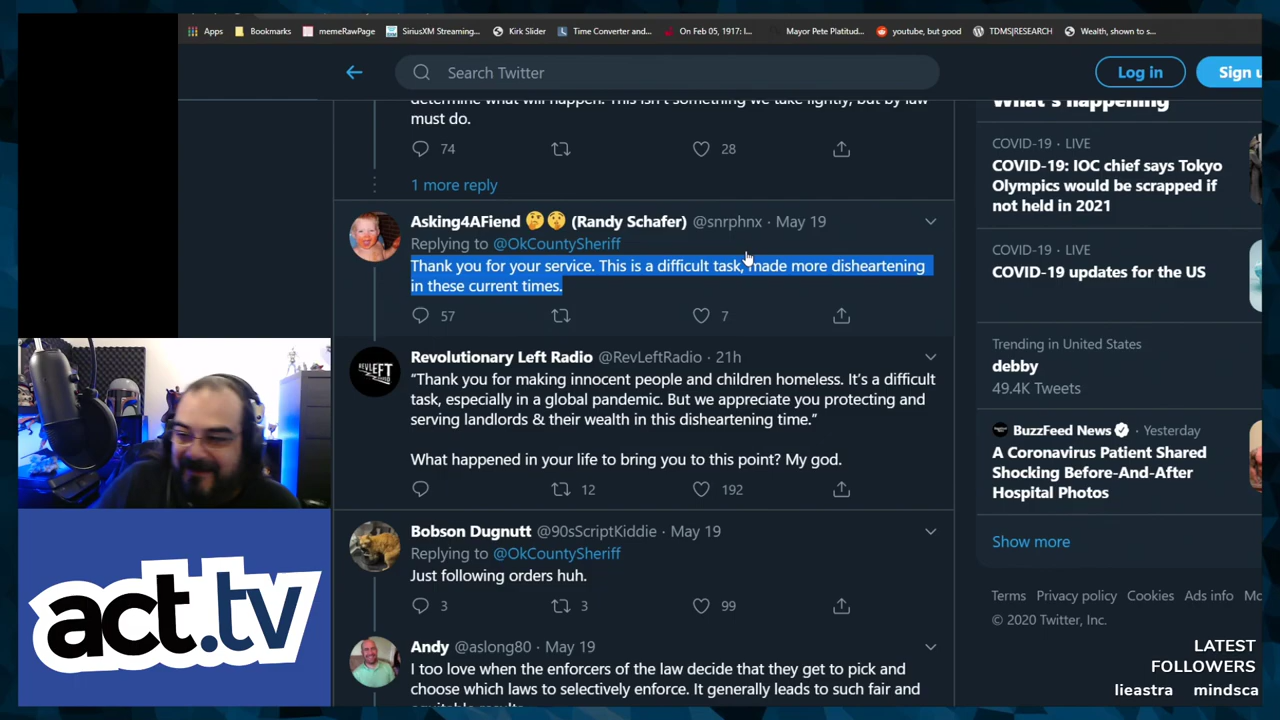 Apps
Bookmarks
memeRawPage
SiriusXM Streaming...
Kirk Slider
Time Converter and...
On Feb 05, 1917: I...
Mayor Pete Platitud...
youtube, but good
TDMS|RESEARCH
Wealth, shown to s...
Search Twitter
Log in
Sign u
determine what will happen. This isn't something we take lightly, but by law
must do.
74
28
1 more reply
Asking4AFiend 🤔🤫 (Randy Schafer) @snrphnx · May 19
Replying to @OkCountySheriff
Thank you for your service. This is a difficult task, made more disheartening
in these current times.
57
7
Revolutionary Left Radio @RevLeftRadio · 21h
“Thank you for making innocent people and children homeless. It’s a difficult
task, especially in a global pandemic. But we appreciate you protecting and
serving landlords & their wealth in this disheartening time.”
What happened in your life to bring you to this point? My god.
12
192
Bobson Dugnutt @90sScriptKiddie · May 19
Replying to @OkCountySheriff
Just following orders huh.
3
3
99
Andy @aslong80 · May 19
I too love when the enforcers of the law decide that they get to pick and
choose which laws to selectively enforce. It generally leads to such fair and
equitable results.
What's happening
COVID-19 · LIVE
COVID-19: IOC chief says Tokyo
Olympics would be scrapped if
not held in 2021
COVID-19 · LIVE
COVID-19 updates for the US
Trending in United States
debby
49.4K Tweets
BuzzFeed News · Yesterday
A Coronavirus Patient Shared
Shocking Before-And-After
Hospital Photos
Show more
Terms Privacy policy Cookies Ads info Mo
© 2020 Twitter, Inc.
REVLEFT
act.tv
LATEST
FOLLOWERS
lieastra mindsca